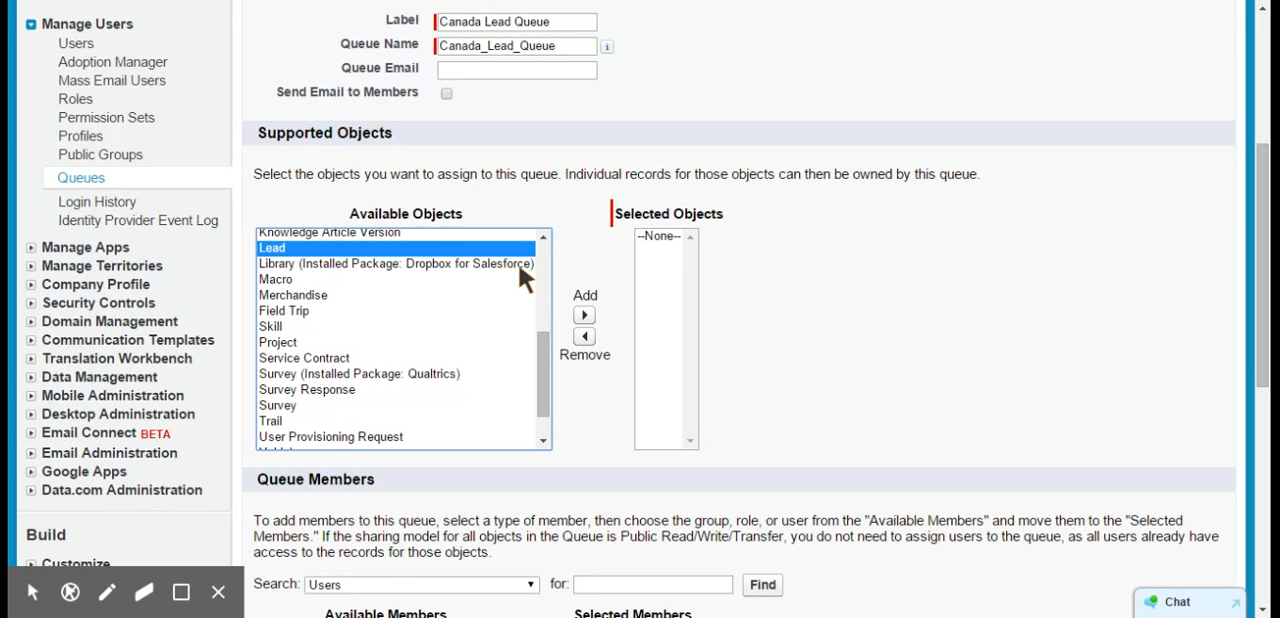 Manage Users
Users
Adoption Manager
Mass Email Users
Roles
Permission Sets
Profiles
Public Groups
Queues
Login History
Identity Provider Event Log
Manage Apps
Manage Territories
Company Profile
Security Controls
Domain Management
Communication Templates
Translation Workbench
Data Management
Mobile Administration
Desktop Administration
Email Connect BETA
Email Administration
Google Apps
Data.com Administration
Build
Customize
Label Canada Lead Queue
Queue Name Canada_Lead_Queue i
Queue Email
Send Email to Members
Supported Objects
Select the objects you want to assign to this queue. Individual records for those objects can then be owned by this queue.
Available Objects
Knowledge Article Version
Lead
Library (Installed Package: Dropbox for Salesforce)
Macro
Merchandise
Field Trip
Skill
Project
Service Contract
Survey (Installed Package: Qualtrics)
Survey Response
Survey
Trail
User Provisioning Request
Add
Remove
Selected Objects
--None--
Queue Members
To add members to this queue, select a type of member, then choose the group, role, or user from the "Available Members" and move them to the "Selected
Members." If the sharing model for all objects in the Queue is Public Read/Write/Transfer, you do not need to assign users to the queue, as all users already have
access to the records for those objects.
Search: Users for: Find
Available Members Selected Members
Chat